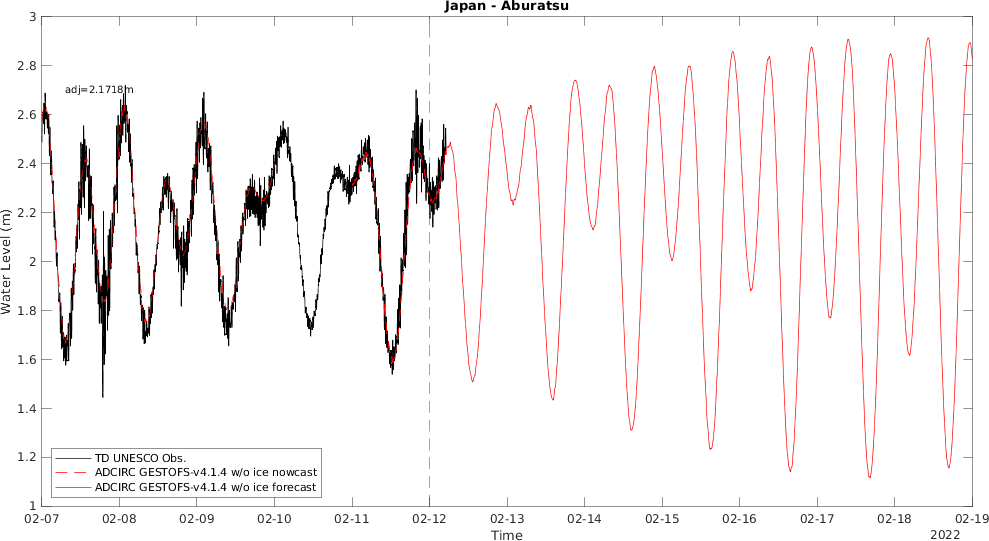 Japan - Aburatsu
adj=2.1718m
Water Level (m)
3
2.8
2.6
2.4
2.2
2
1.8
1.6
1.4
1.2
1
TD UNESCO Obs.
ADCIRC GESTOFS-v4.1.4 w/o ice nowcast
ADCIRC GESTOFS-v4.1.4 w/o ice forecast
02-07 02-08 02-09 02-10 02-11 02-12 02-13 02-14 02-15 02-16 02-17 02-18 02-19
Time
2022